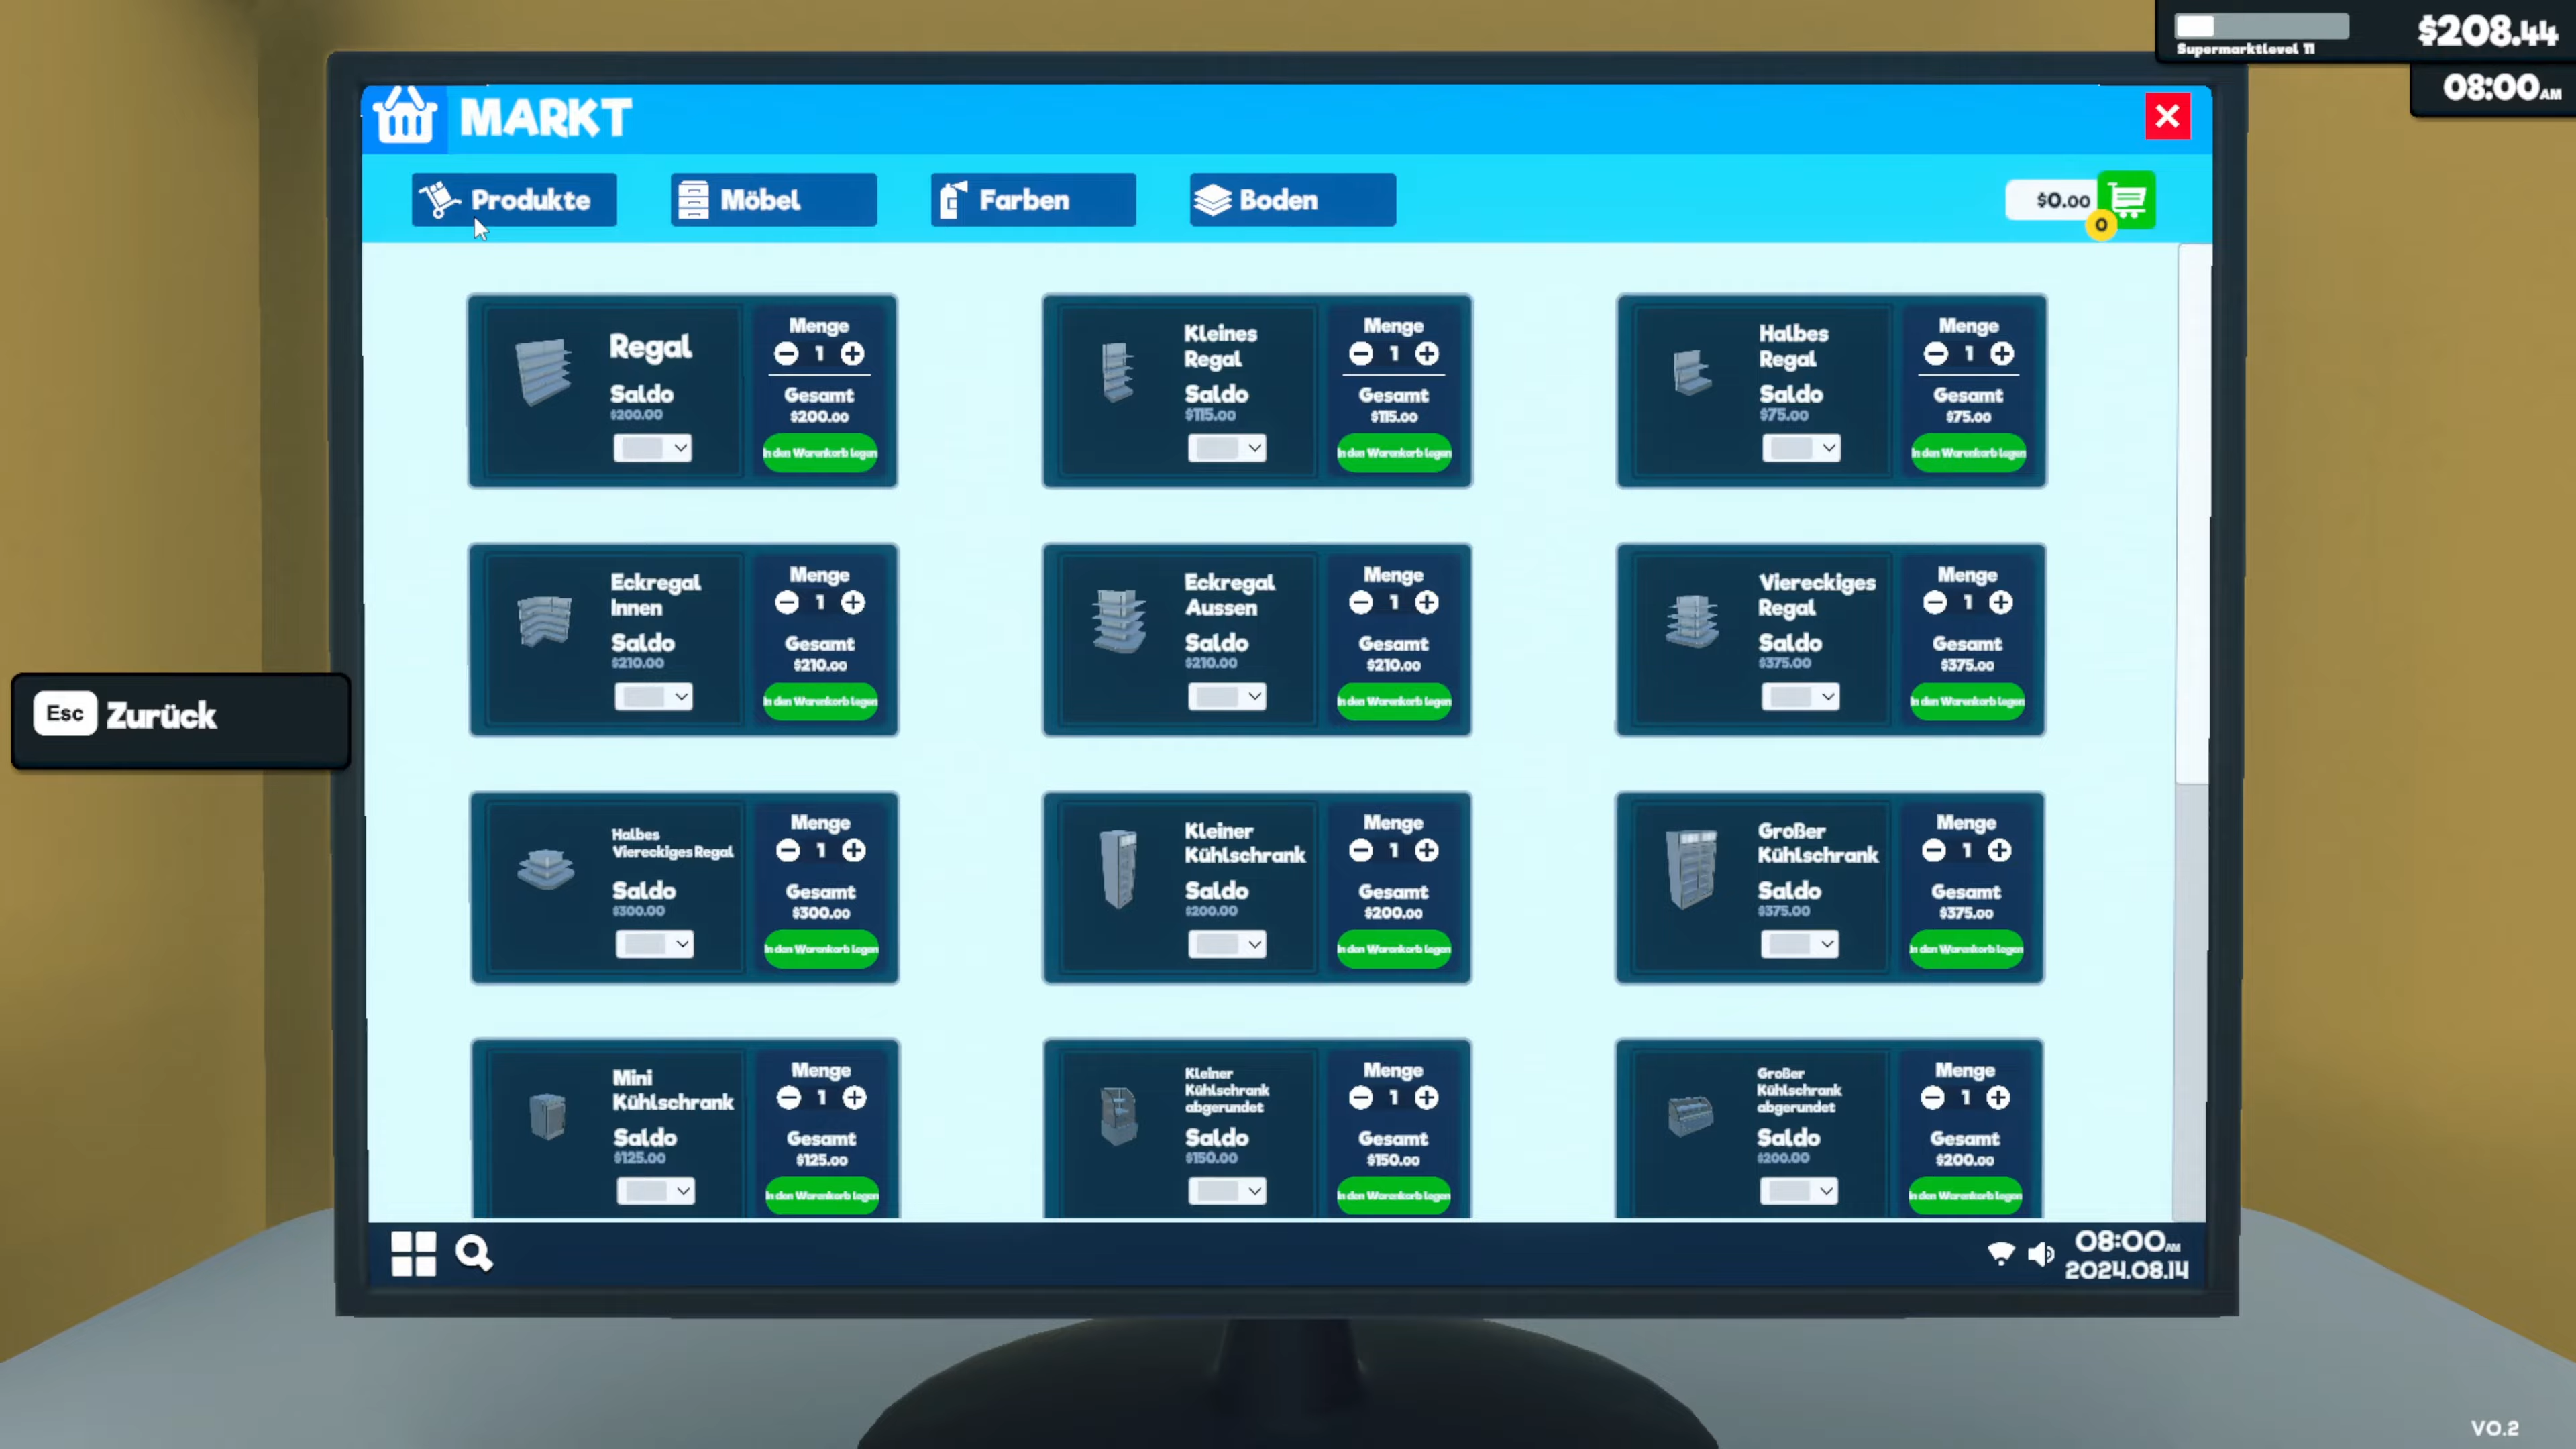 $208.44
Supermarktlevel 11
08:00AM
MARKT
Produkte
Möbel
Farben
Boden
$0.00
0
Regal
Saldo
$200.00
Menge
1
Gesamt
$200.00
In den Warenkorb legen
Kleines
Regal
Saldo
$115.00
Menge
1
Gesamt
$115.00
In den Warenkorb legen
Halbes
Regal
Saldo
$75.00
Menge
1
Gesamt
$75.00
In den Warenkorb legen
Eckregal
Innen
Saldo
$210.00
Menge
1
Gesamt
$210.00
In den Warenkorb legen
Eckregal
Aussen
Saldo
$210.00
Menge
1
Gesamt
$210.00
In den Warenkorb legen
Viereckiges
Regal
Saldo
$375.00
Menge
1
Gesamt
$375.00
In den Warenkorb legen
Esc Zurück
Halbes
Viereckiges Regal
Saldo
$300.00
Menge
1
Gesamt
$300.00
In den Warenkorb legen
Kleiner
Kühlschrank
Saldo
$200.00
Menge
1
Gesamt
$200.00
In den Warenkorb legen
Großer
Kühlschrank
Saldo
$375.00
Menge
1
Gesamt
$375.00
In den Warenkorb legen
Mini
Kühlschrank
Saldo
$125.00
Menge
1
Gesamt
$125.00
In den Warenkorb legen
Kleiner
Kühlschrank
abgerundet
Saldo
$150.00
Menge
1
Gesamt
$150.00
In den Warenkorb legen
Großer
Kühlschrank
abgerundet
Saldo
$200.00
Menge
1
Gesamt
$200.00
In den Warenkorb legen
08:00AM
2024.08.14
V0.2